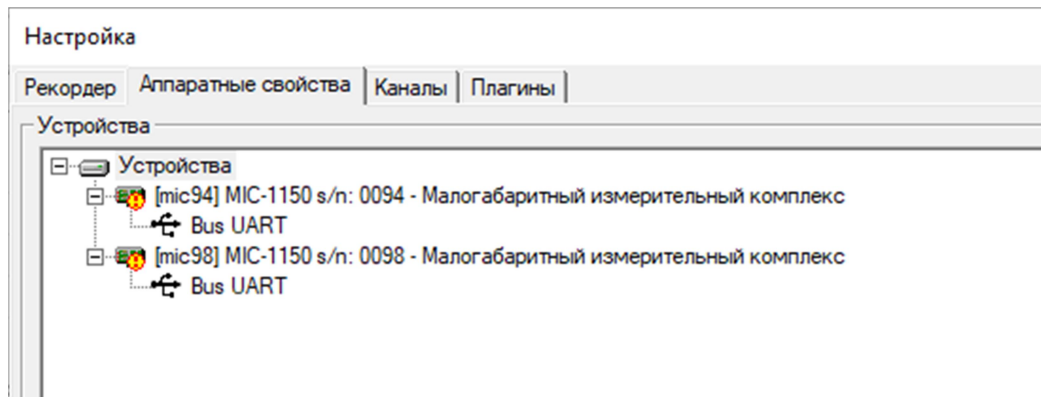 Настройка
Рекордер Аппаратные свойства Каналы Плагины
Устройства
Устройства
[mic94] MIC-1150 s/n: 0094 - Малогабаритный измерительный комплекс
Bus UART
[mic98] MIC-1150 s/n: 0098 - Малогабаритный измерительный комплекс
Bus UART